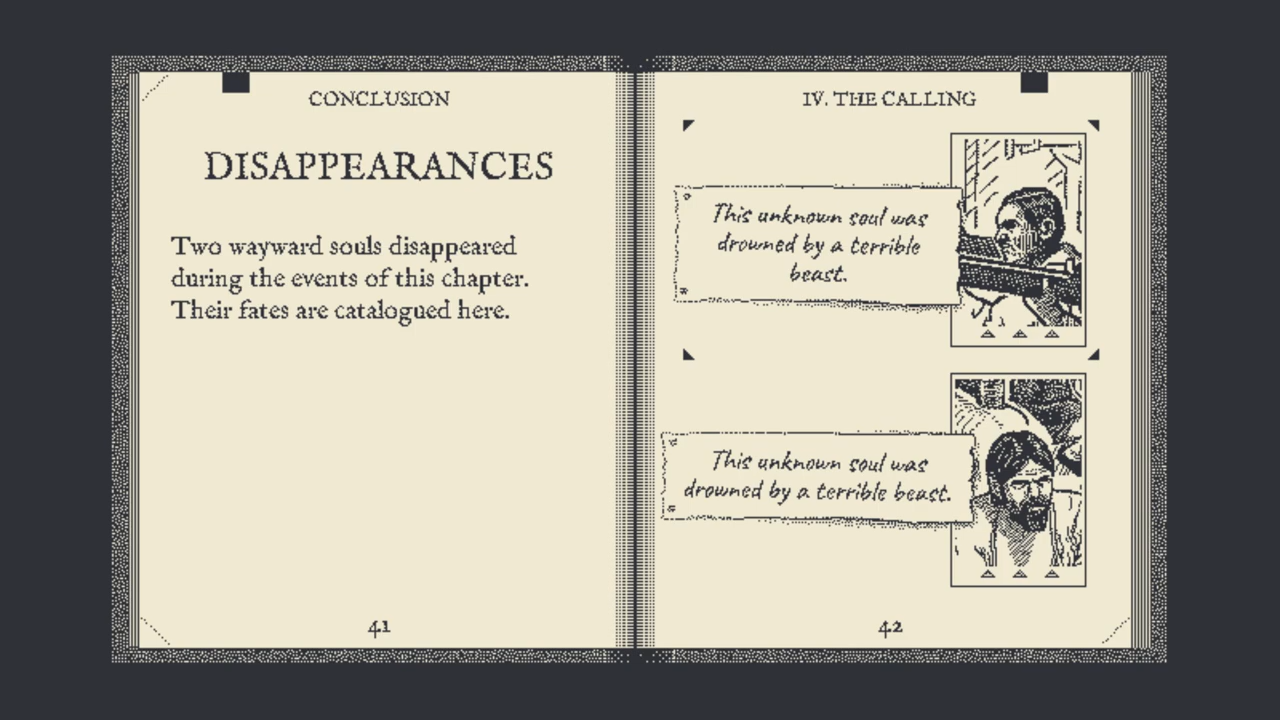 CONCLUSION
DISAPPEARANCES
Two wayward souls disappeared
during the events of this chapter.
Their fates are catalogued here.
41
IV. THE CALLING
This unknown soul was
drowned by a terrible
beast.
This unknown soul was
drowned by a terrible beast.
42